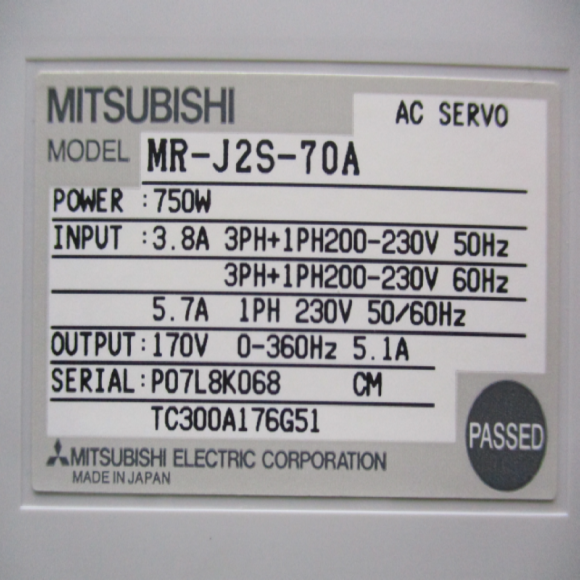 MITSUBISHI
AC SERVO
MODEL MR-J2S-70A
POWER :750W
INPUT :3.8A 3PH+1PH200-230V 50Hz
3PH+1PH200-230V 60Hz
5.7A 1PH 230V 50/60Hz
OUTPUT:170V 0-360Hz 5.1A
SERIAL:P07L8K068 CM
TC300A176G51
PASSED
MITSUBISHI ELECTRIC CORPORATION
MADE IN JAPAN